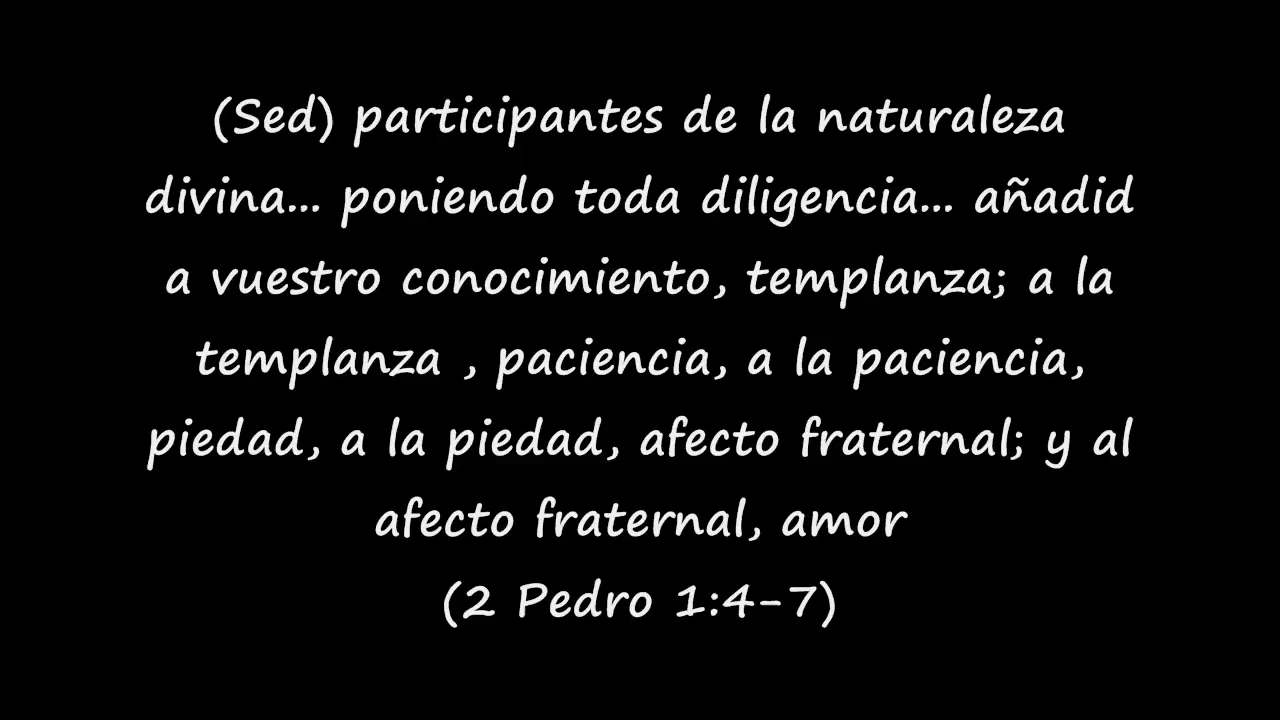 (Sed) participantes de la naturaleza
divina... poniendo toda diligencia... añadid
a vuestro conocimiento, templanza; a la
templanza , paciencia, a la paciencia,
piedad, a la piedad, afecto fraternal; y al
afecto fraternal, amor
(2 Pedro 1:4-7)